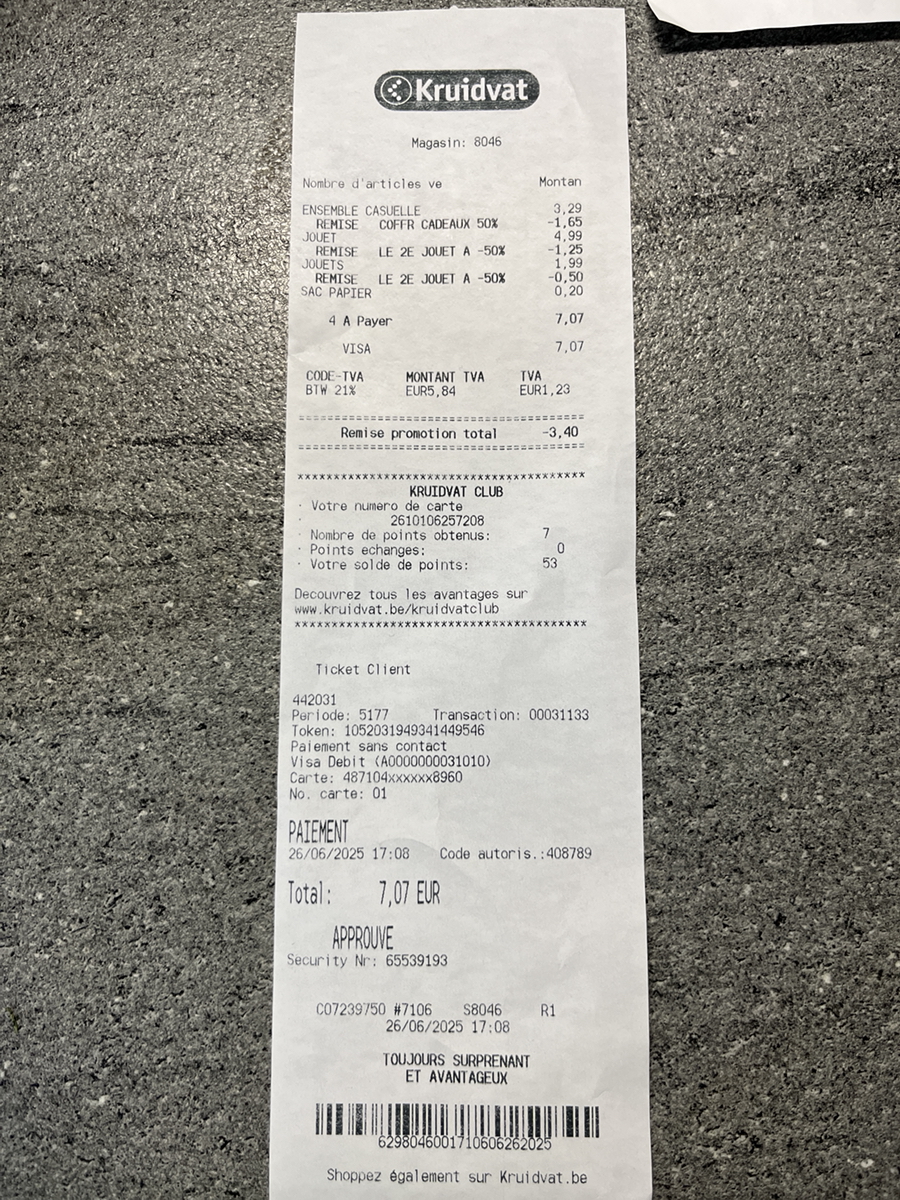 Kruidvat
Magasin: 8046
Nombre d'articles ve Montan
ENSEMBLE CASUELLE 3,29
REMISE COFFR CADEAUX 50% -1,65
JOUET 4,99
REMISE LE 2E JOUET A -50% -1,25
JOUETS 1,99
REMISE LE 2E JOUET A -50% -0,50
SAC PAPIER 0,20
4 A Payer 7,07
VISA 7,07
CODE-TVA MONTANT TVA TVA
BTW 21% EUR5,84 EUR1,23
============================================
Remise promotion total -3,40
============================================
******************************************
KRUIDVAT CLUB
· Votre numero de carte
· 2610106257208
· Nombre de points obtenus: 7
· Points echanges: 0
· Votre solde de points: 53
Decouvrez tous les avantages sur
www.kruidvat.be/kruidvatclub
******************************************
Ticket Client
442031
Periode: 5177 Transaction: 00031133
Token: 1052031949341449546
Paiement sans contact
Visa Debit (A0000000031010)
Carte: 487104xxxxxx8960
No. carte: 01
PAIEMENT
26/06/2025 17:08 Code autoris.:408789
Total: 7,07 EUR
APPROUVE
Security Nr: 65539193
C07239750 #7106 S8046 R1
26/06/2025 17:08
TOUJOURS SURPRENANT
ET AVANTAGEUX
6298046001710606262025
Shoppez également sur Kruidvat.be